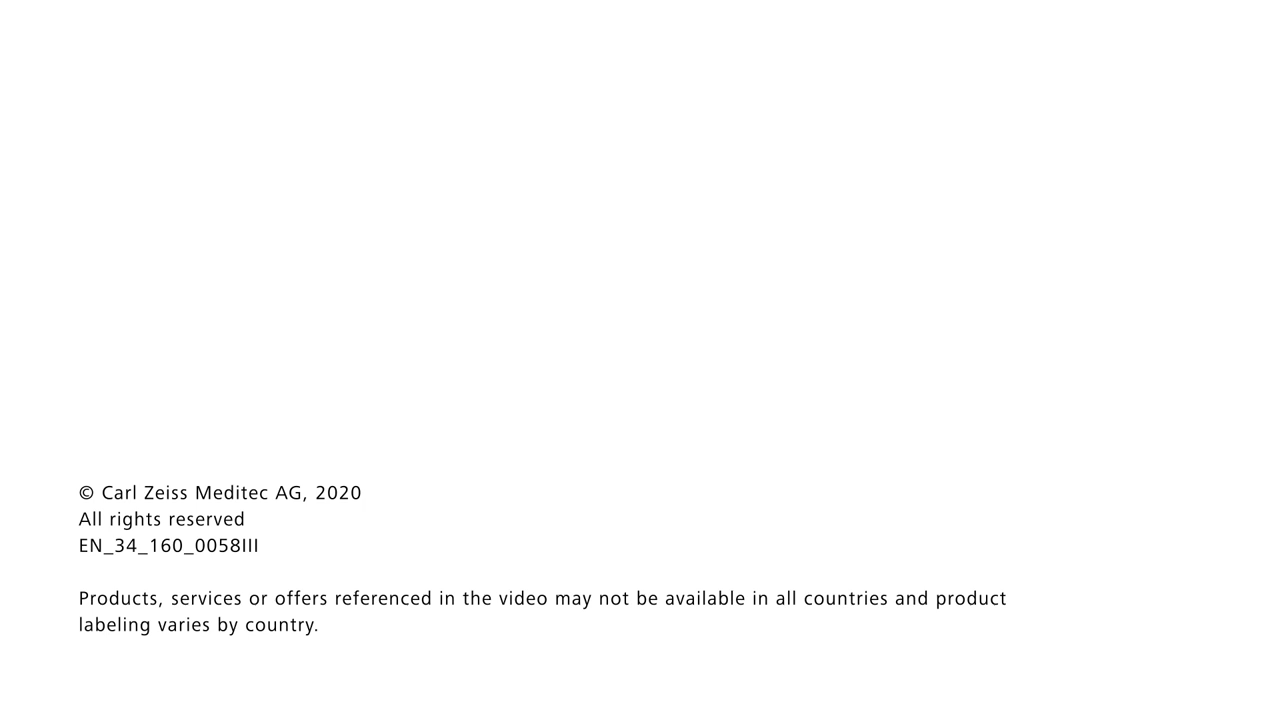 © Carl Zeiss Meditec AG, 2020
All rights reserved
EN_34_160_0058III
Products, services or offers referenced in the video may not be available in all countries and product
labeling varies by country.